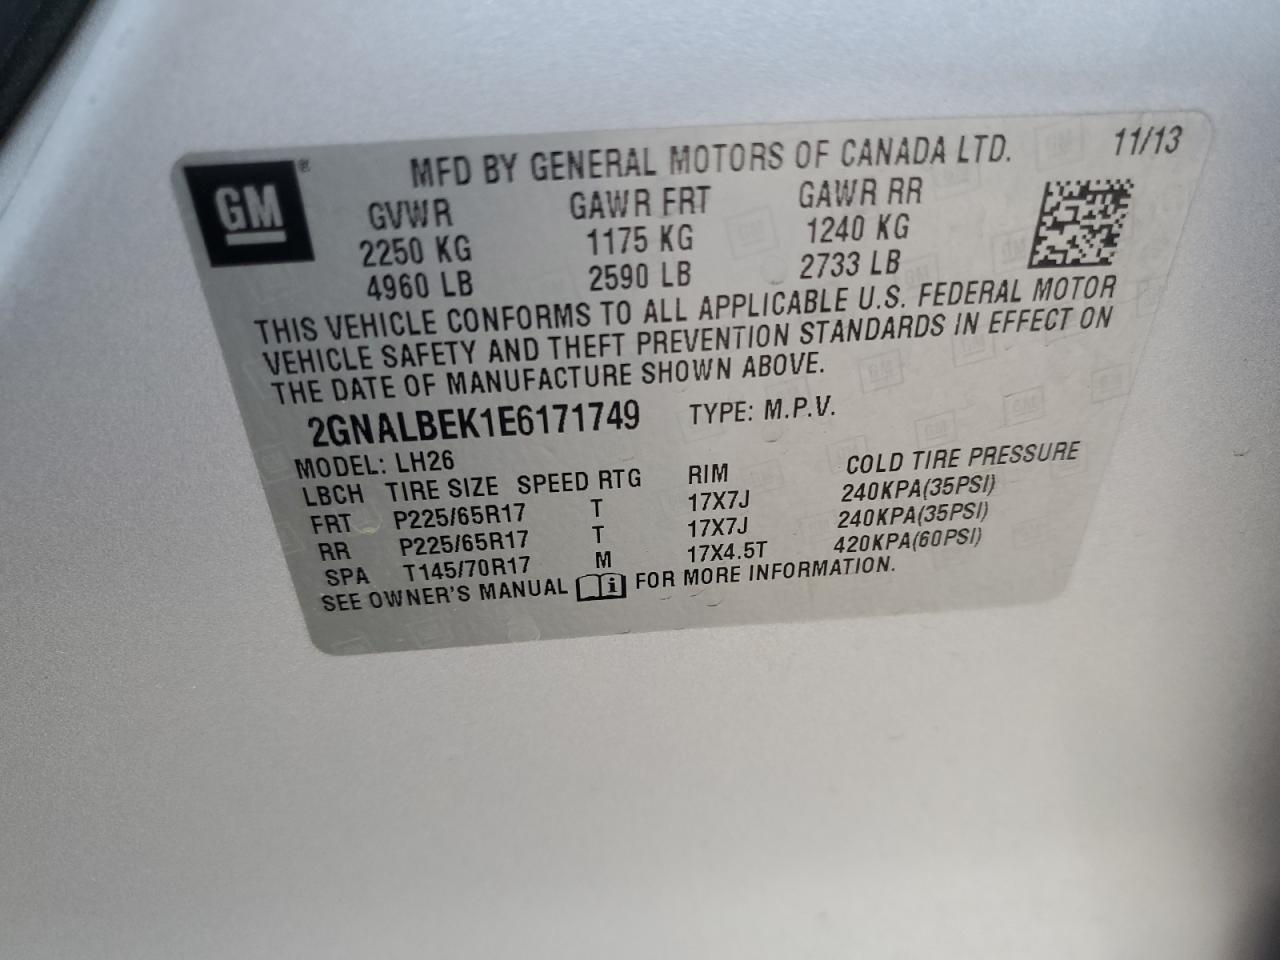 GM ® MFD BY GENERAL MOTORS OF CANADA LTD. 11/13
GVWR GAWR FRT GAWR RR
2250 KG 1175 KG 1240 KG
4960 LB 2590 LB 2733 LB
THIS VEHICLE CONFORMS TO ALL APPLICABLE U.S. FEDERAL MOTOR
VEHICLE SAFETY AND THEFT PREVENTION STANDARDS IN EFFECT ON
THE DATE OF MANUFACTURE SHOWN ABOVE.
2GNALBEK1E6171749 TYPE: M.P.V.
MODEL: LH26
LBCH TIRE SIZE SPEED RTG RIM COLD TIRE PRESSURE
FRT P225/65R17 T 17X7J 240KPA(35PSI)
RR P225/65R17 T 17X7J 240KPA(35PSI)
SPA T145/70R17 M 17X4.5T 420KPA(60PSI)
SEE OWNER'S MANUAL i FOR MORE INFORMATION.